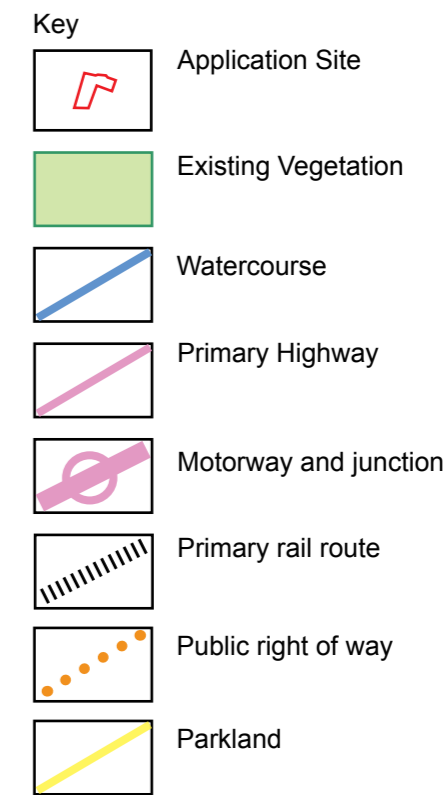 Key
Application Site
Existing Vegetation
Watercourse
Primary Highway
Motorway and junction
Primary rail route
Public right of way
Parkland